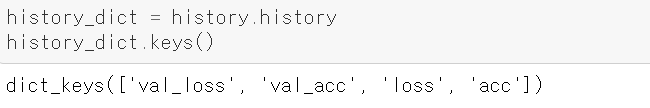 history_dict = history.history
history_dict.keys()
dict_keys(['val_loss', 'val_acc', 'loss', 'acc'])